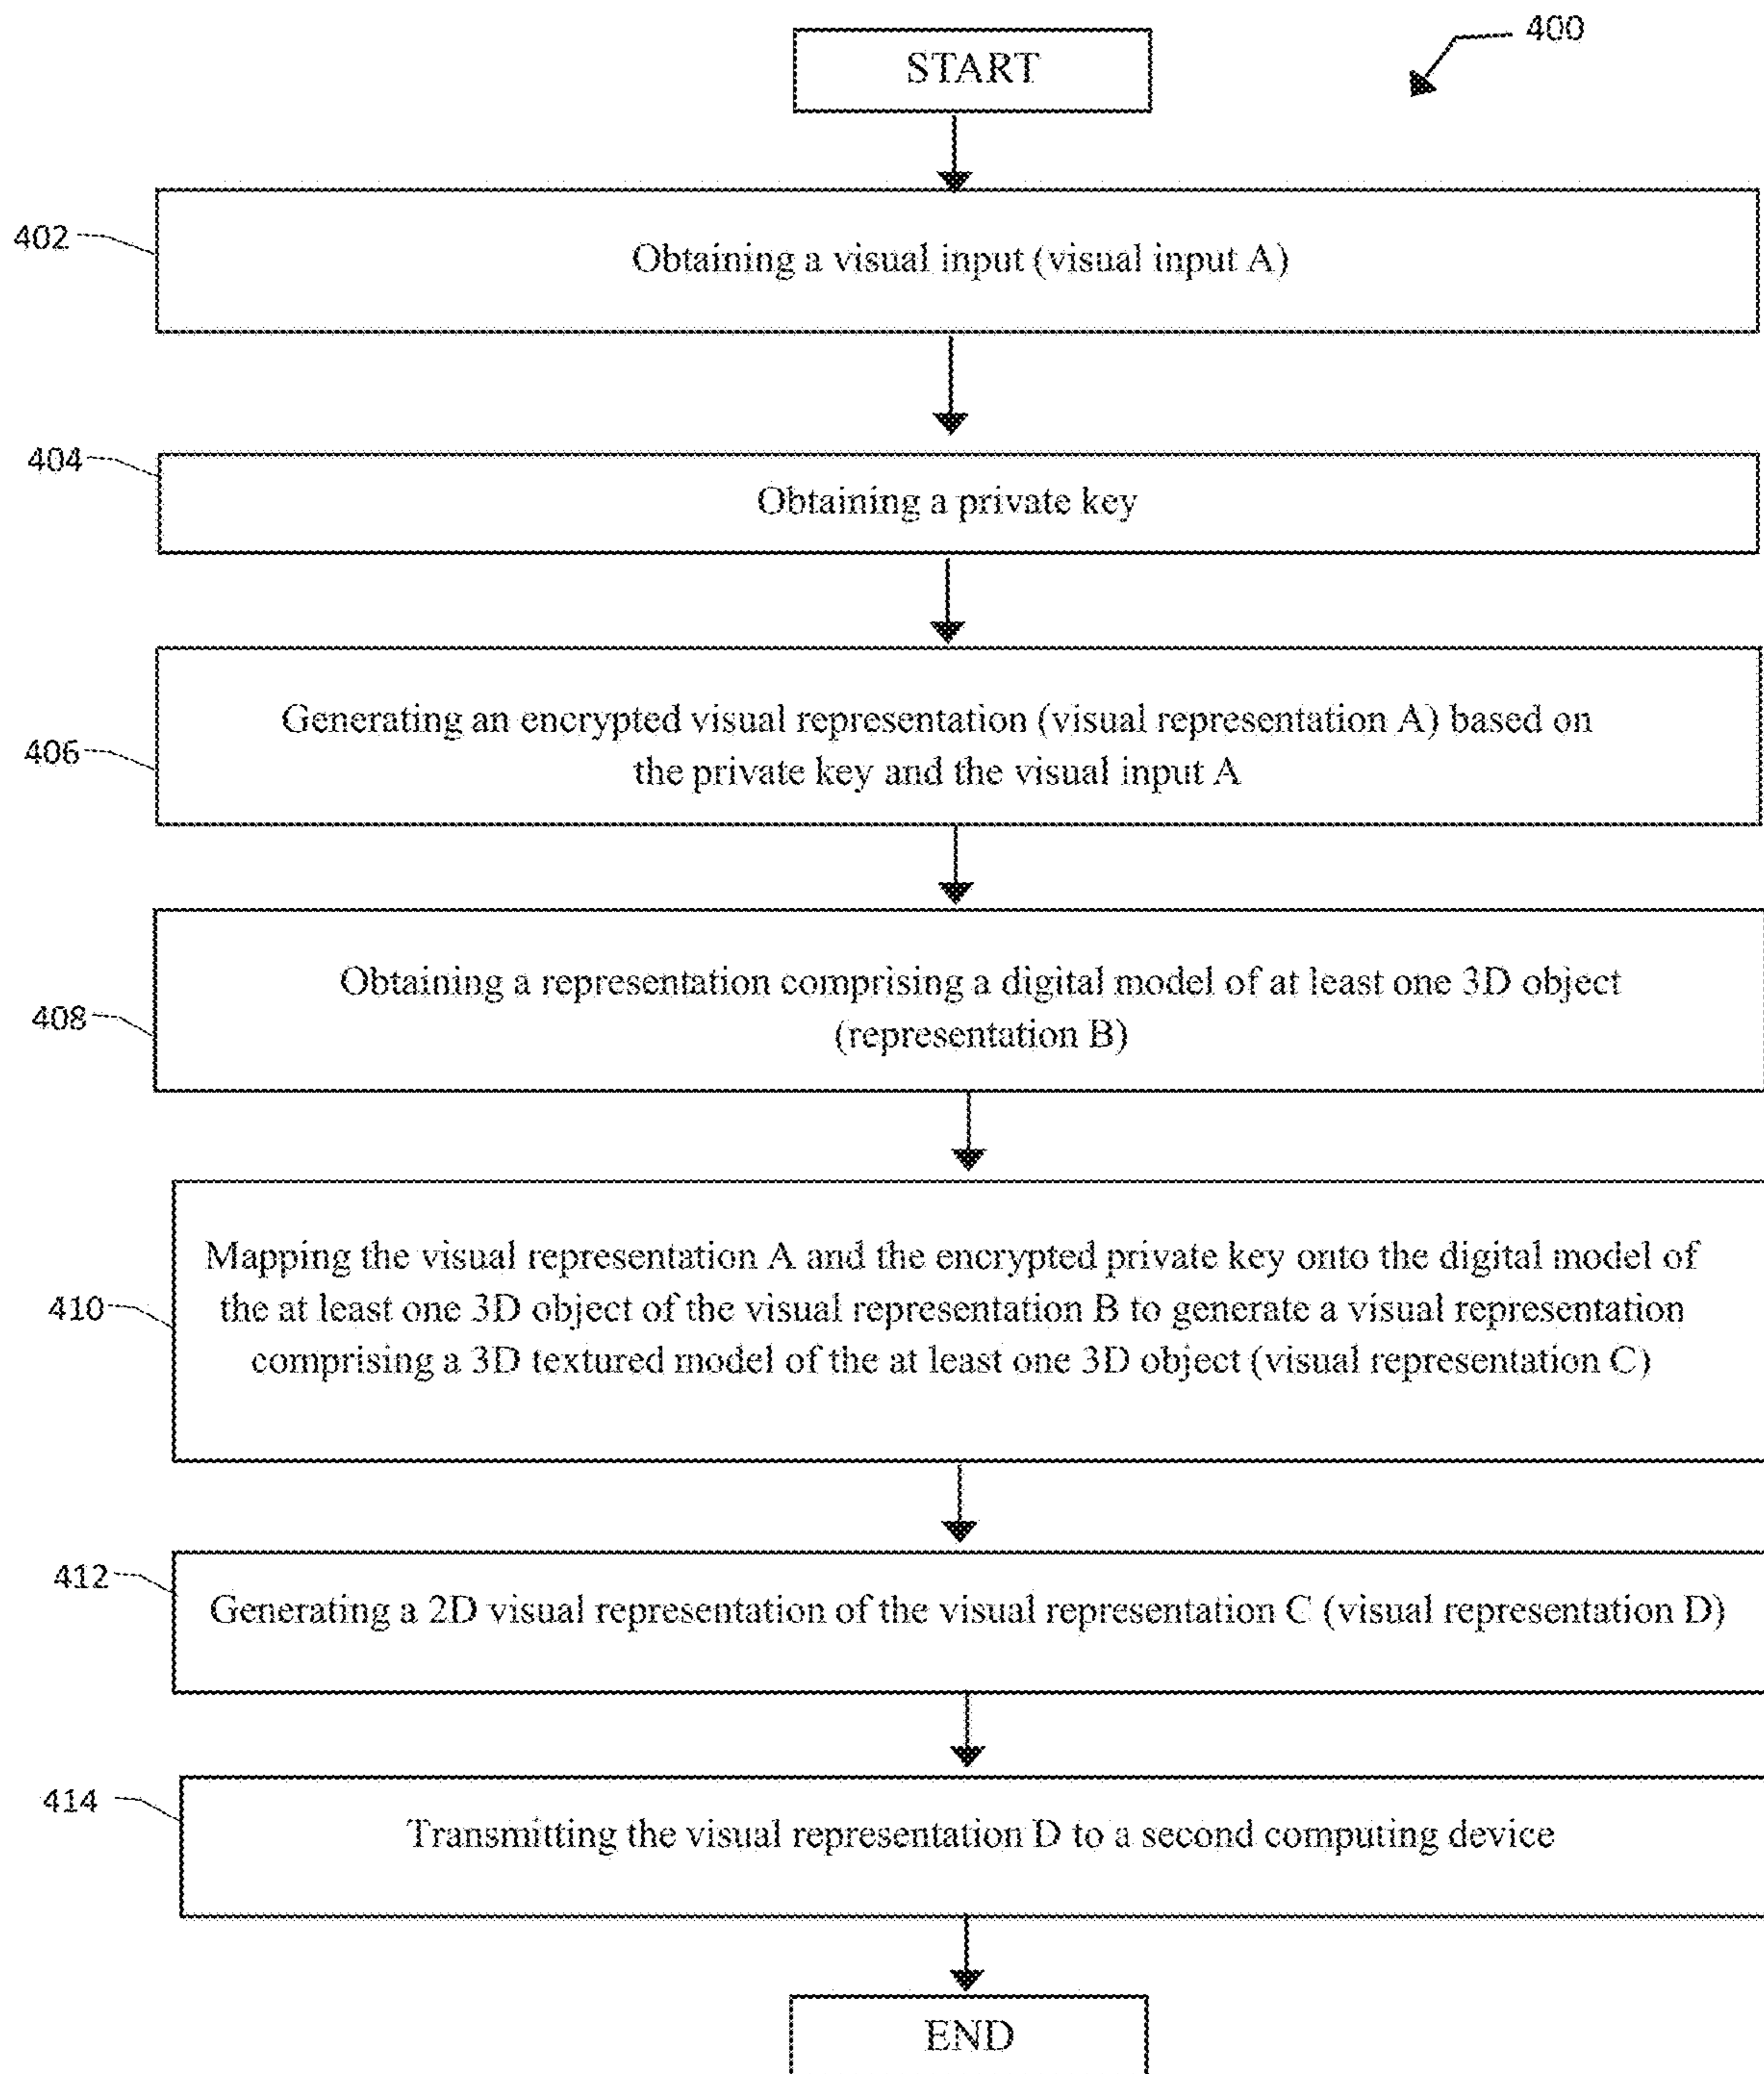 START
400
402
Obtaining a visual input (visual input A)
404
Obtaining a private key
406
Generating an encrypted visual representation (visual representation A) based on
the private key and the visual input A
408
Obtaining a representation comprising a digital model of at least one 3D object
(representation B)
410
Mapping the visual representation A and the encrypted private key onto the digital model of
the at least one 3D object of the visual representation B to generate a visual representation
comprising a 3D textured model of the at least one 3D object (visual representation C)
412
Generating a 2D visual representation of the visual representation C (visual representation D)
414
Transmitting the visual representation D to a second computing device
END